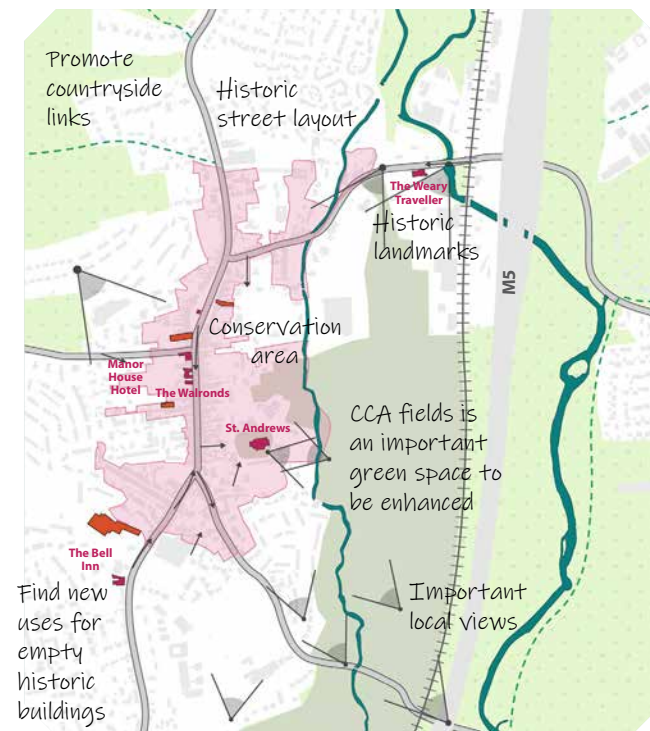 Promote
countryside
links
Historic
street layout
The Weary
Traveller
Historic
landmarks
M5
Conservation
area
Manor
House
Hotel
The Walronds
St. Andrews
CCA fields is
an important
green space to
be enhanced
The Bell
Inn
Find new
uses for
empty
historic
buildings
Important
local views